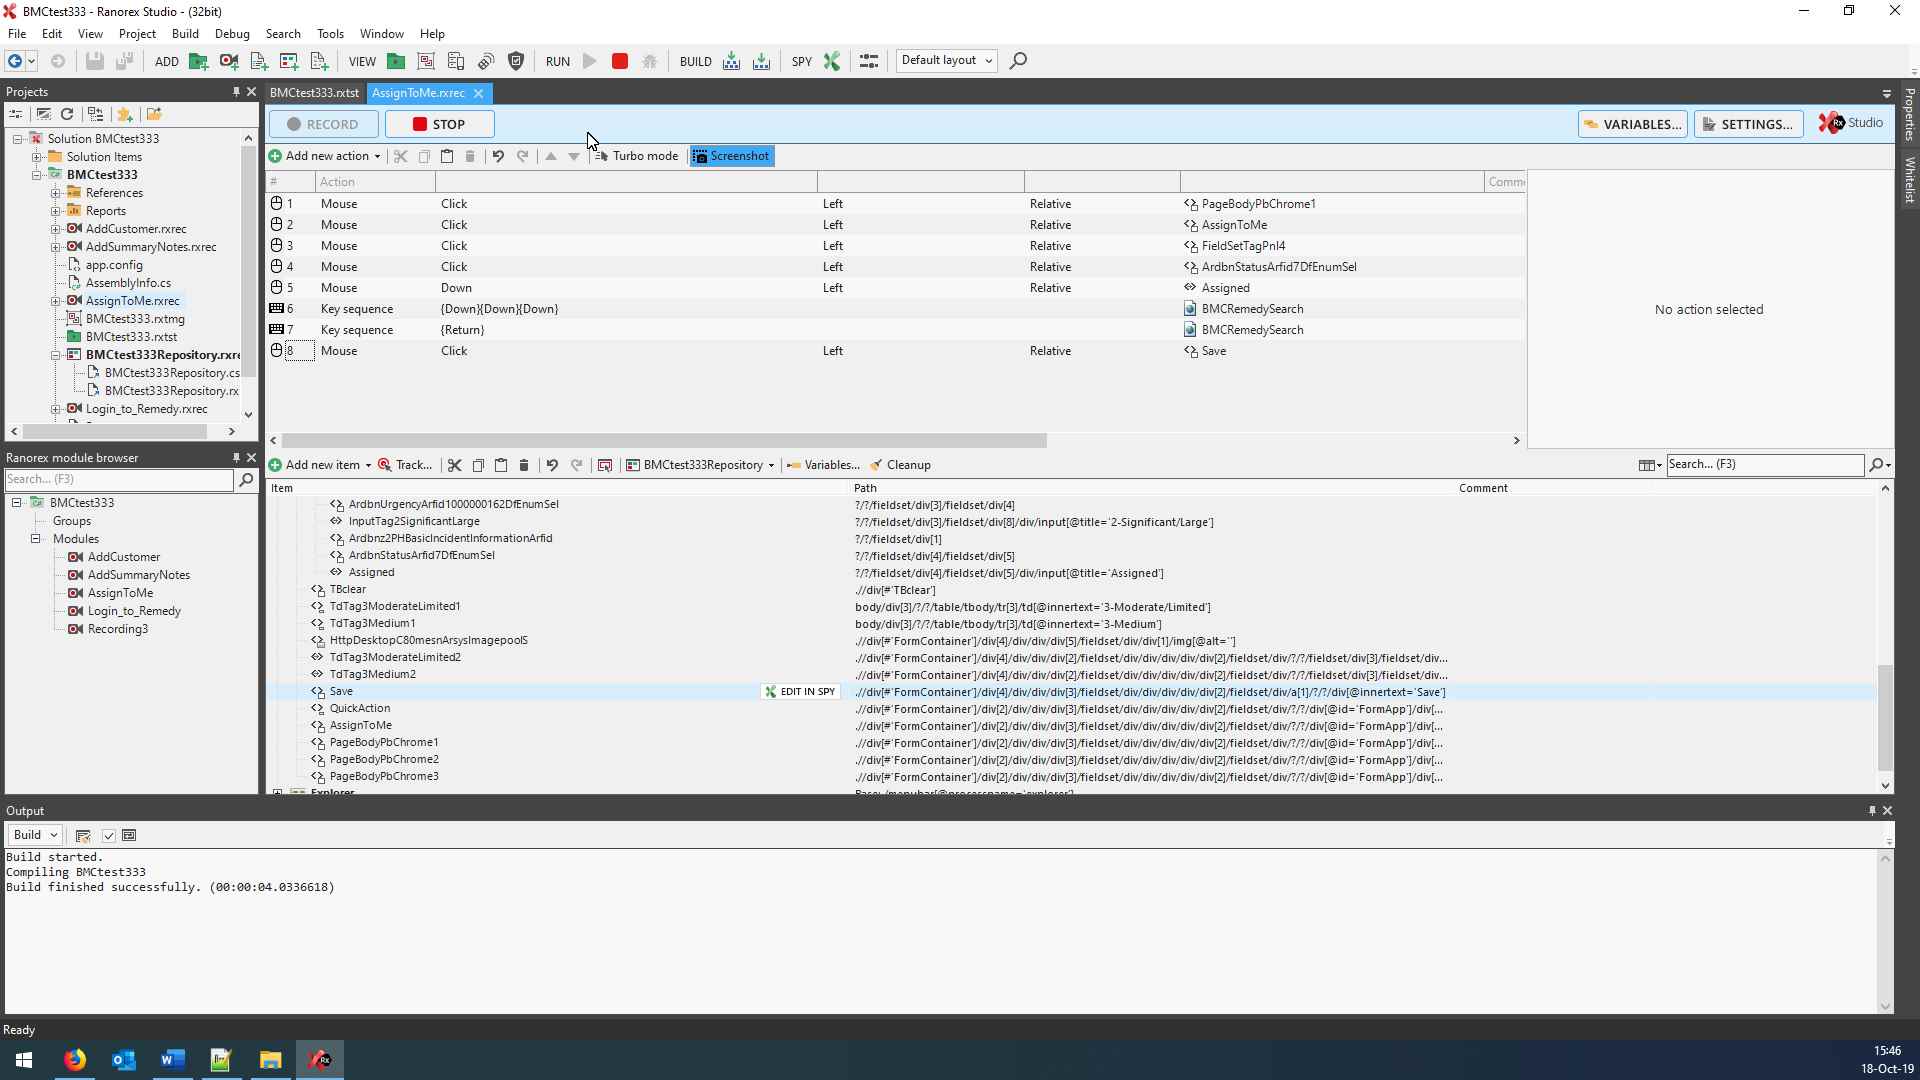 BMCtest333 - Ranorex Studio - (32bit)
File Edit View Project Build Debug Search Tools Window Help
ADD VIEW RUN BUILD SPY Default layout
Projects
Solution BMCtest333
Solution Items
BMCtest333
References
Reports
AddCustomer.rxrec
AddSummaryNotes.rxrec
app.config
AssemblyInfo.cs
AssignToMe.rxrec
BMCtest333.rxtmg
BMCtest333.rxtst
BMCtest333Repository.rxre
BMCtest333Repository.cs
BMCtest333Repository.rx
Login_to_Remedy.rxrec
Ranorex module browser
Search... (F3)
BMCtest333
Groups
Modules
AddCustomer
AddSummaryNotes
AssignToMe
Login_to_Remedy
Recording3
BMCtest333.rxtst AssignToMe.rxrec
RECORD STOP VARIABLES... SETTINGS... Rx Studio
Add new action Turbo mode Screenshot
# Action Comme
1 Mouse Click Left Relative PageBodyPbChrome1
2 Mouse Click Left Relative AssignToMe
3 Mouse Click Left Relative FieldSetTagPnl4
4 Mouse Click Left Relative ArdbnStatusArfid7DfEnumSel
5 Mouse Down Left Relative Assigned
6 Key sequence {Down}{Down}{Down} BMCRemedySearch
7 Key sequence {Return} BMCRemedySearch
8 Mouse Click Left Relative Save
No action selected
Add new item Track... BMCtest333Repository Variables... Cleanup Search... (F3)
Item Path Comment
ArdbnUrgencyArfid1000000162DfEnumSel ?/?/fieldset/div[3]/fieldset/div[4]
InputTag2SignificantLarge ?/?/fieldset/div[3]/fieldset/div[8]/div/input[@title='2-Significant/Large']
Ardbnz2PHBasicIncidentInformationArfid ?/?/fieldset/div[1]
ArdbnStatusArfid7DfEnumSel ?/?/fieldset/div[4]/fieldset/div[5]
Assigned ?/?/fieldset/div[4]/fieldset/div[5]/div/input[@title='Assigned']
TBclear .//div[#'TBclear']
TdTag3ModerateLimited1 body/div[3]/?/?/table/tbody/tr[3]/td[@innertext='3-Moderate/Limited']
TdTag3Medium1 body/div[3]/?/?/table/tbody/tr[3]/td[@innertext='3-Medium']
HttpDesktopC80mesnArsysImagepoolS .//div[#'FormContainer']/div[4]/div/div/div[5]/fieldset/div/div[1]/img[@alt='']
TdTag3ModerateLimited2 .//div[#'FormContainer']/div[4]/div/div/div[2]/fieldset/div/div/div/div/div[2]/fieldset/div/?/?/fieldset/div[3]/fieldset/div...
TdTag3Medium2 .//div[#'FormContainer']/div[4]/div/div/div[2]/fieldset/div/div/div/div/div[2]/fieldset/div/?/?/fieldset/div[3]/fieldset/div...
Save EDIT IN SPY .//div[#'FormContainer']/div[4]/div/div/div[3]/fieldset/div/div/div/div/div[2]/fieldset/div/a[1]/?/?/div[@innertext='Save']
QuickAction .//div[#'FormContainer']/div[2]/div/div/div[3]/fieldset/div/div/div/div/div[2]/fieldset/div/?/?/div[@id='FormApp']/div[...
AssignToMe .//div[#'FormContainer']/div[2]/div/div/div[3]/fieldset/div/div/div/div/div[2]/fieldset/div/?/?/div[@id='FormApp']/div[...
PageBodyPbChrome1 .//div[#'FormContainer']/div[2]/div/div/div[3]/fieldset/div/div/div/div/div[2]/fieldset/div/?/?/div[@id='FormApp']/div[...
PageBodyPbChrome2 .//div[#'FormContainer']/div[2]/div/div/div[3]/fieldset/div/div/div/div/div[2]/fieldset/div/?/?/div[@id='FormApp']/div[...
PageBodyPbChrome3 .//div[#'FormContainer']/div[2]/div/div/div[3]/fieldset/div/div/div/div/div[2]/fieldset/div/?/?/div[@id='FormApp']/div[...
Explorer Base: /menubar[@processname='explorer']
Properties
Whitelist
Output
Build
Build started.
Compiling BMCtest333
Build finished successfully. (00:00:04.0336618)
Ready
15:46
18-Oct-19